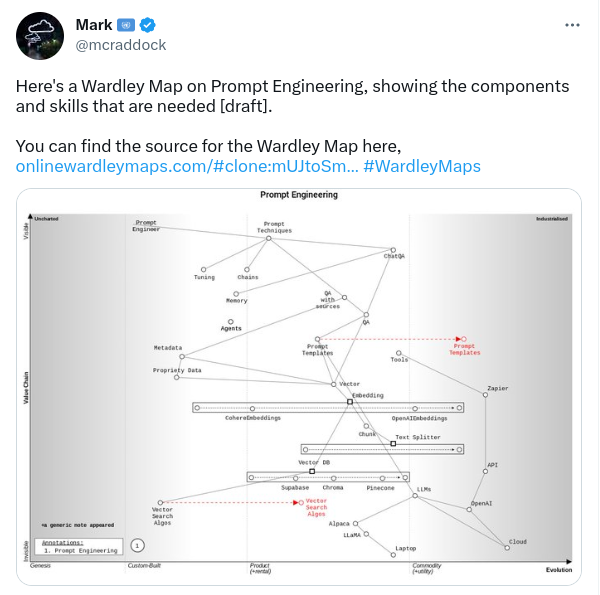 Mark
@mcraddock
Here's a Wardley Map on Prompt Engineering, showing the components
and skills that are needed [draft].
You can find the source for the Wardley Map here,
onlinewardleymaps.com/#clone:mUJtoSm... #WardleyMaps
Prompt Engineering
Uncharted
Industrialised
Visible
Value Chain
Invisible
Prompt
Engineer
Prompt
Techniques
ChatQA
Tuning
Chains
Memory
QA
with
sources
QA
Agents
Metadata
Prompt
Templates
Prompt
Templates
Tools
Propriety Data
Vector
Zapier
Embedding
CohereEmbeddings
OpenAIEmbeddings
Chunk
Text Splitter
Vector DB
API
Supabase
Chroma
Pinecone
LLMs
Vector
Search
Algos
Vector
Search
Algos
OpenAI
Alpaca
LLaMA
Laptop
Cloud
+a generic note appeared
Annotations:
1. Prompt Engineering
1
Genesis
Custom-Built
Product
(+rental)
Commodity
(+utility)
Evolution